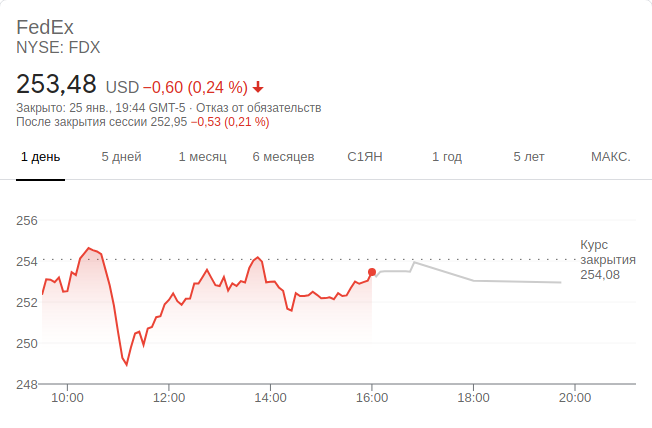 FedEx
NYSE: FDX
253,48 USD −0,60 (0,24 %)
Закрыто: 25 янв., 19:44 GMT-5 · Отказ от обязательств
После закрытия сессии 252,95 −0,53 (0,21 %)
1 день 5 дней 1 месяц 6 месяцев С1ЯН 1 год 5 лет МАКС.
256
254
252
250
248
Курс
закрытия
254,08
10:00 12:00 14:00 16:00 18:00 20:00